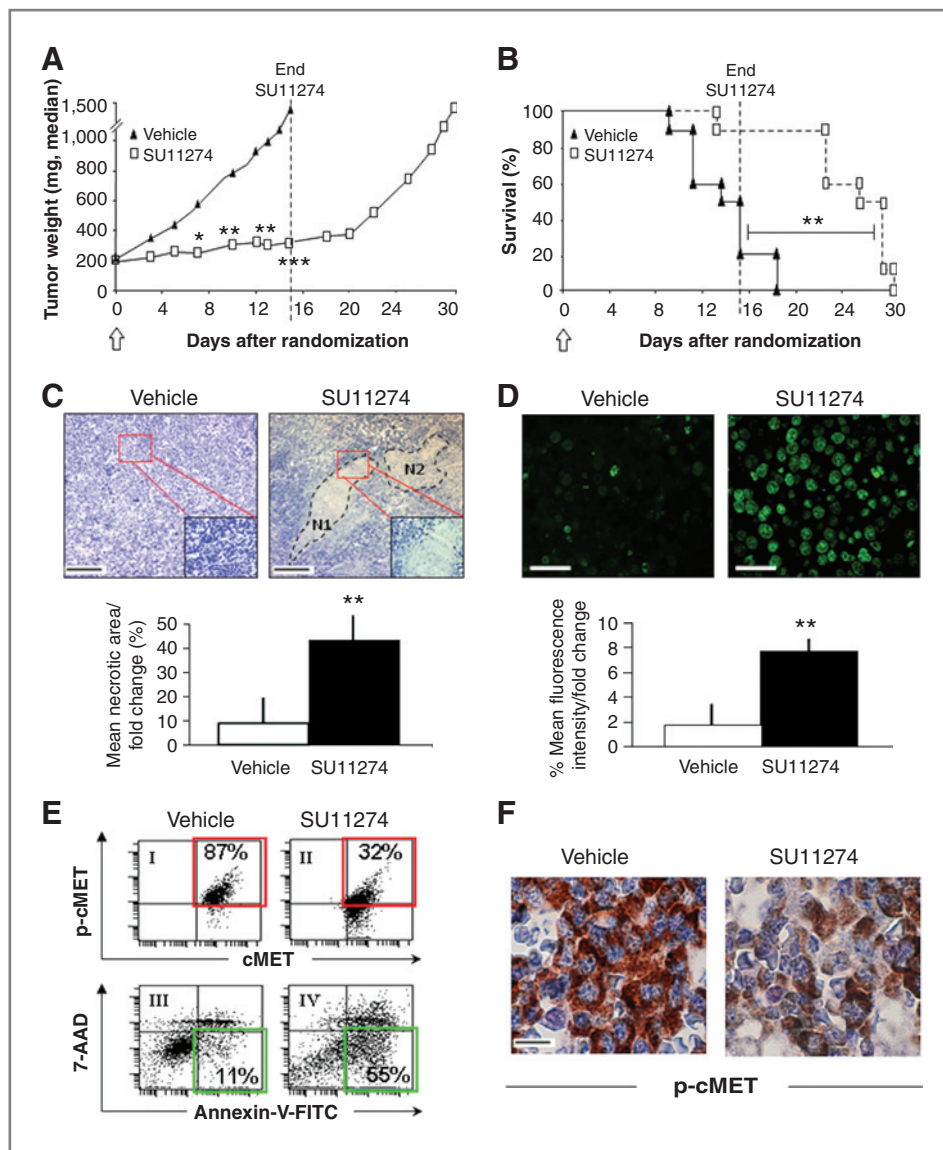 A
End
SU11274
Tumor weight (mg, median)
1,500
1,000
800
600
400
200
0
Vehicle
SU11274
*
**
**
***
0 4 8 12 16 20 24 30
Days after randomization
B
End
SU11274
Survival (%)
100
80
60
40
20
0
Vehicle
SU11274
**
0 4 8 12 16 20 24 30
Days after randomization
C
Vehicle
SU11274
N1
N2
Mean necrotic area/
fold change (%)
50
40
30
20
10
0
**
Vehicle
SU11274
D
Vehicle
SU11274
% Mean fluorescence
intensity/fold change
10
8
6
4
2
0
**
Vehicle
SU11274
E
Vehicle
SU11274
p-cMET
I
87%
II
32%
cMET
7-AAD
III
11%
IV
55%
Annexin-V-FITC
F
Vehicle
SU11274
p-cMET